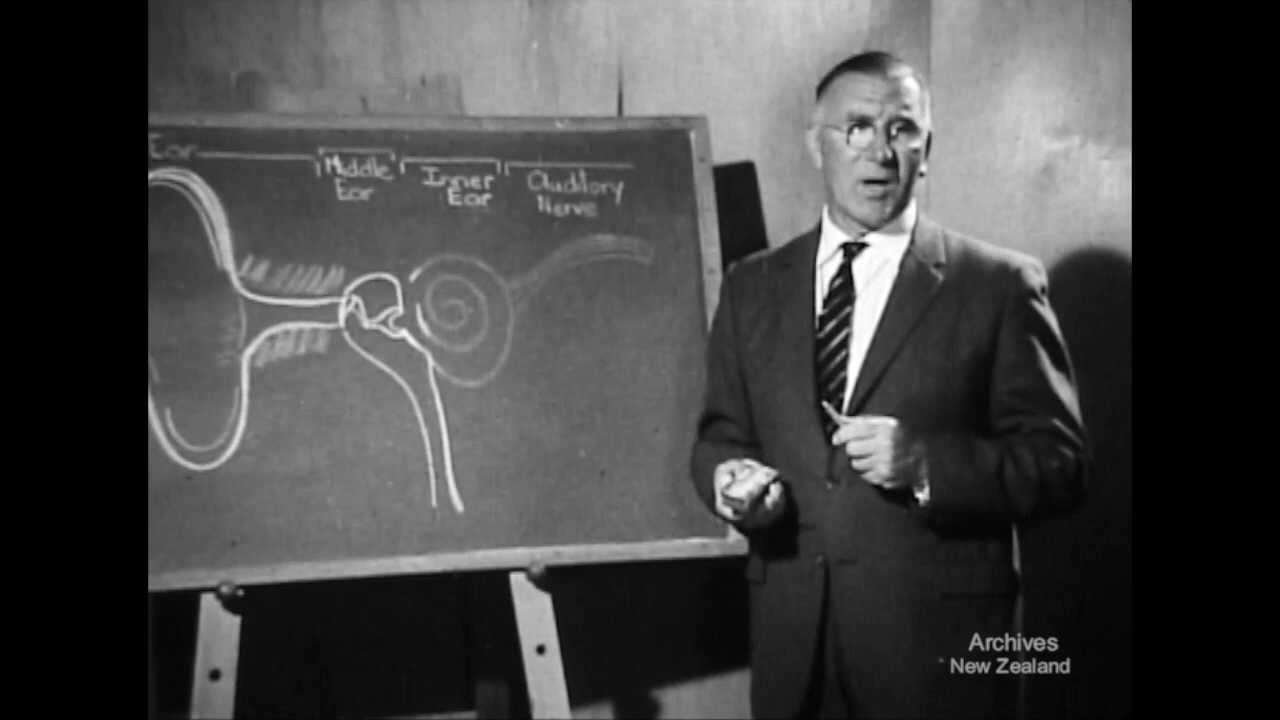 Ear
Middle
Ear
Inner
Ear
Auditory
Nerve
Archives
New Zealand